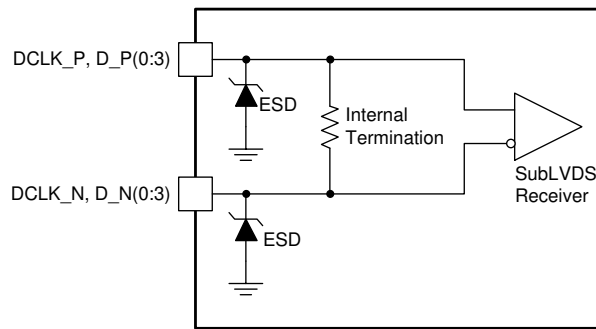 DCLK_P, D_P(0:3)
ESD
Internal
Termination
SubLVDS
Receiver
DCLK_N, D_N(0:3)
ESD